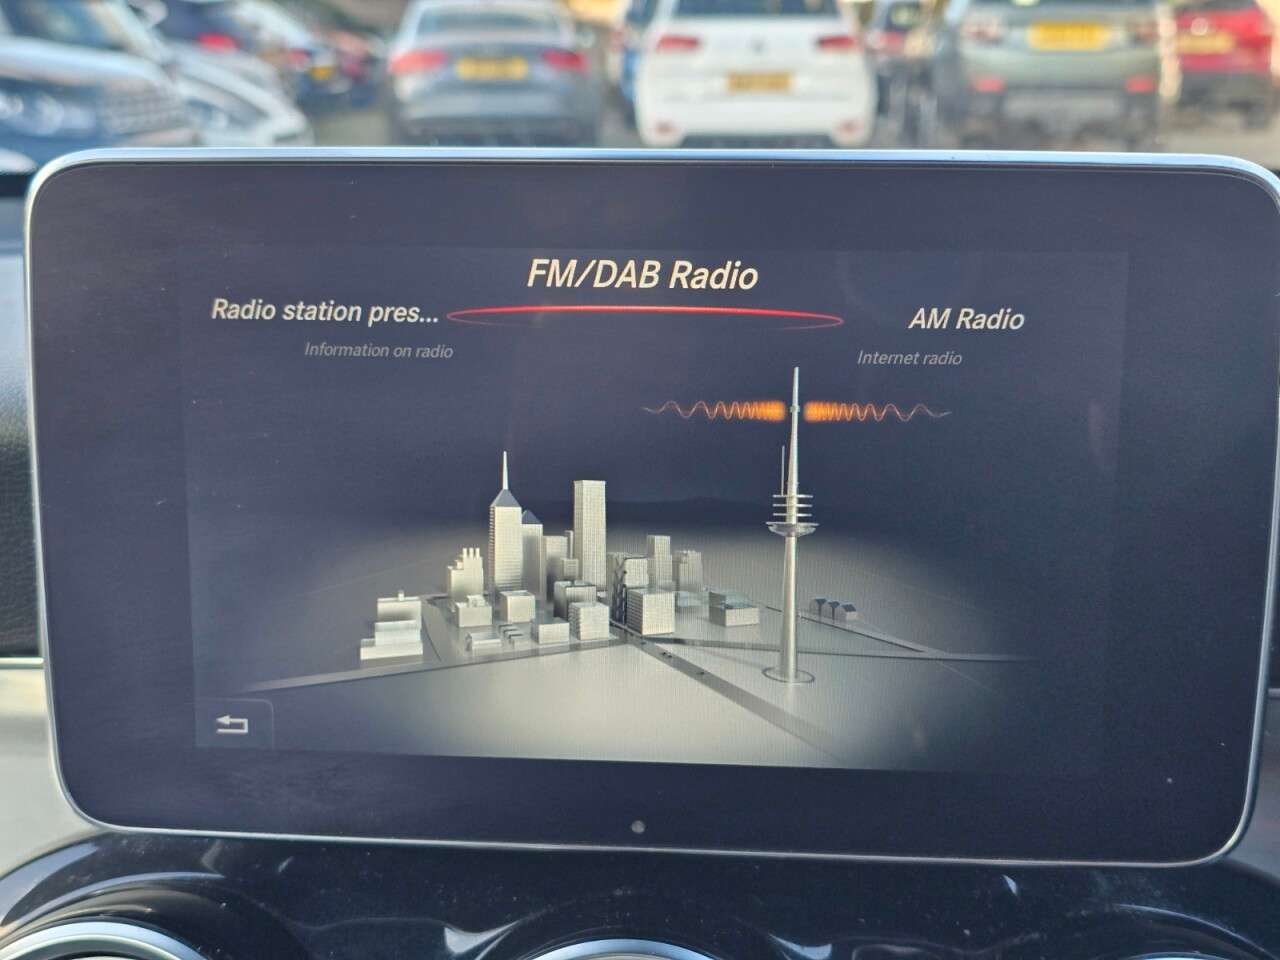 FM/DAB Radio
Radio station pres...
AM Radio
Information on radio
Internet radio